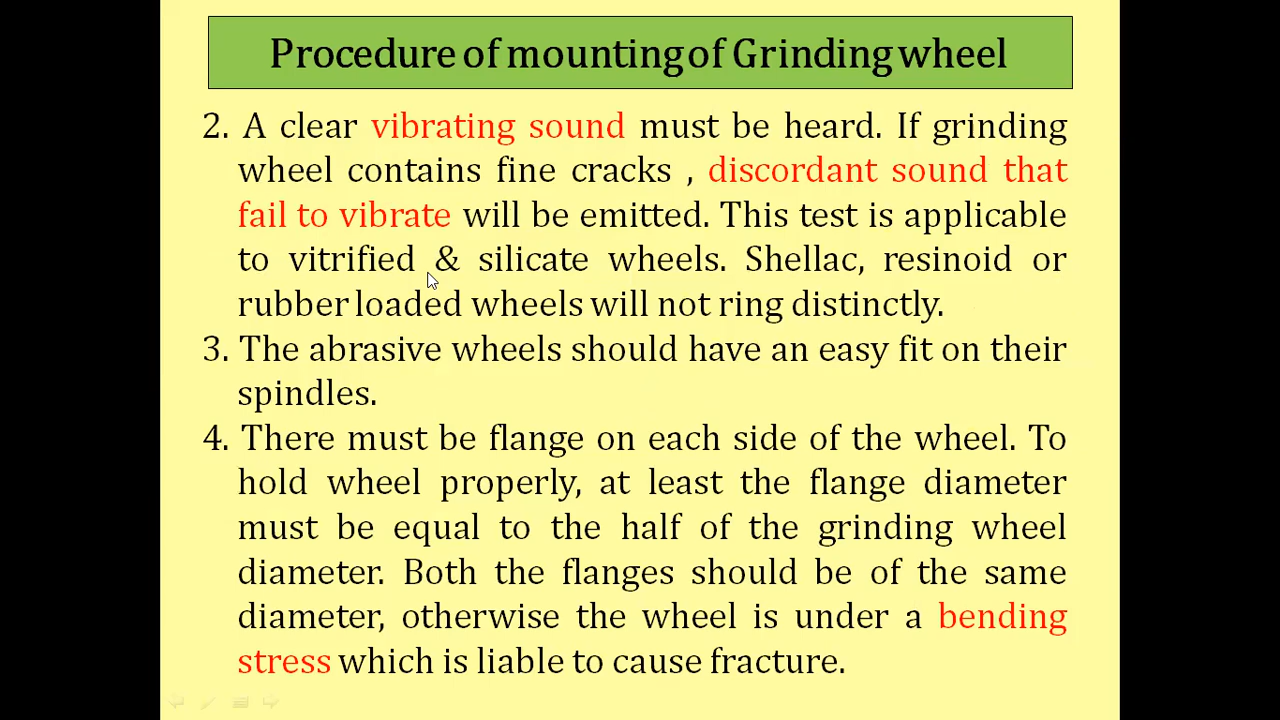 Procedure of mounting of Grinding wheel
2. A clear vibrating sound must be heard. If grinding
wheel contains fine cracks , discordant sound that
fail to vibrate will be emitted. This test is applicable
to vitrified & silicate wheels. Shellac, resinoid or
rubber loaded wheels will not ring distinctly.
3. The abrasive wheels should have an easy fit on their
spindles.
4. There must be flange on each side of the wheel. To
hold wheel properly, at least the flange diameter
must be equal to the half of the grinding wheel
diameter. Both the flanges should be of the same
diameter, otherwise the wheel is under a bending
stress which is liable to cause fracture.